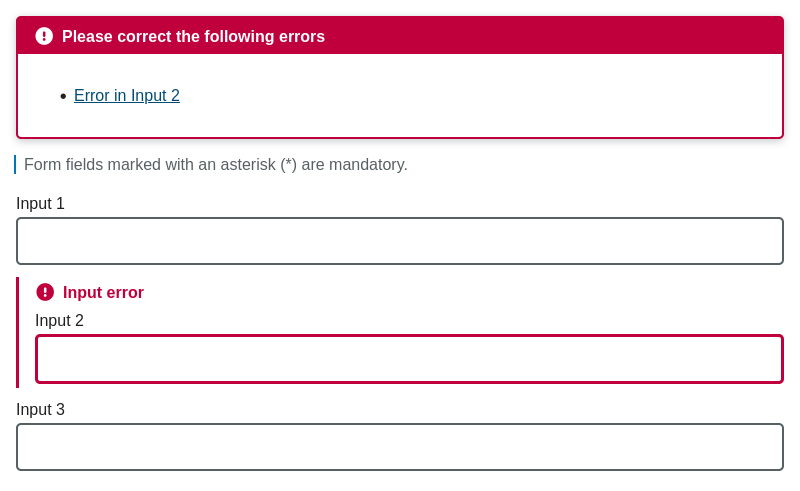 Please correct the following errors
• Error in Input 2
Form fields marked with an asterisk (*) are mandatory.
Input 1
Input error
Input 2
Input 3